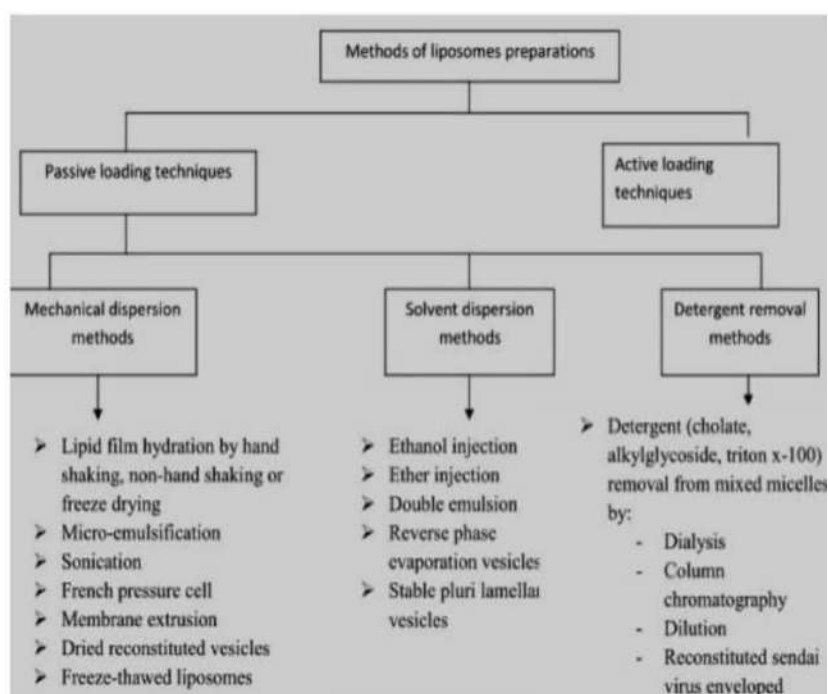 Methods of liposomes preparations
Passive loading techniques
Active loading
techniques
Mechanical dispersion
methods
Solvent dispersion
methods
Detergent removal
methods
➢ Lipid film hydration by hand
shaking, non-hand shaking or
freeze drying
➢ Micro-emulsification
➢ Sonication
➢ French pressure cell
➢ Membrane extrusion
➢ Dried reconstituted vesicles
➢ Freeze-thawed liposomes
➢ Ethanol injection
➢ Ether injection
➢ Double emulsion
➢ Reverse phase
evaporation vesicles
➢ Stable pluri lamellar
vesicles
➢ Detergent (cholate,
alkylglycoside, triton x-100)
removal from mixed micelles
by:
- Dialysis
- Column
chromatography
- Dilution
- Reconstituted sendai
virus enveloped